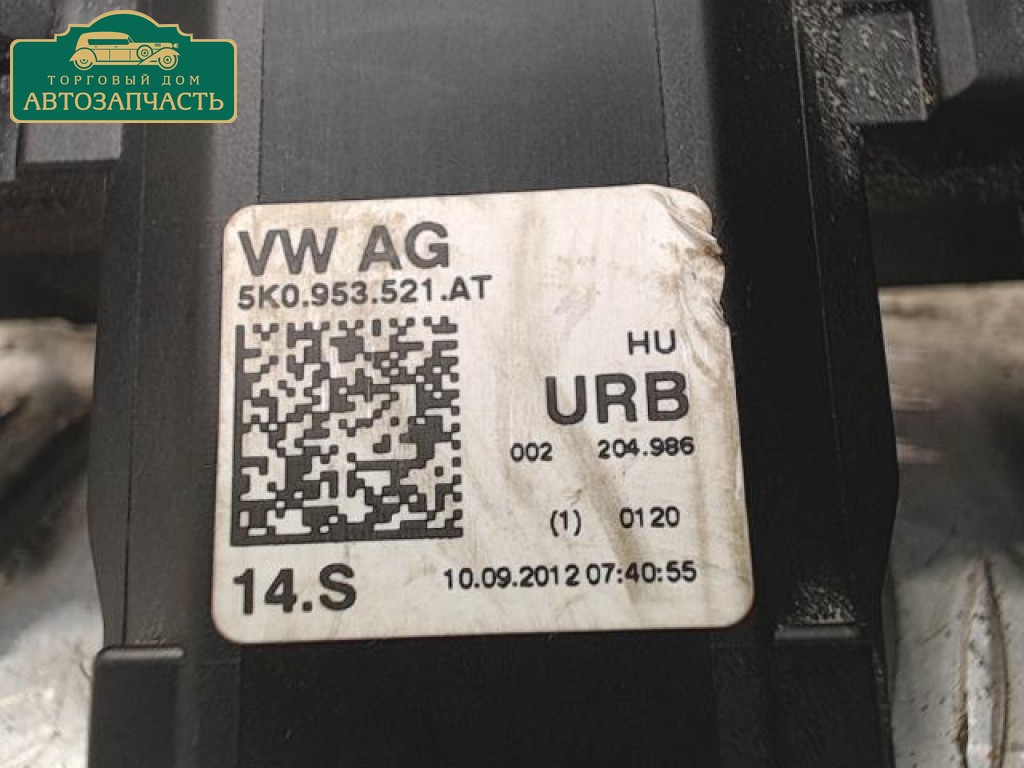 ТОРГОВЫЙ ДОМ
АВТОЗАПЧАСТЬ
VW AG
5K0.953.521.AT
HU
URB
002 204.986
(1) 0120
14.S 10.09.2012 07:40:55